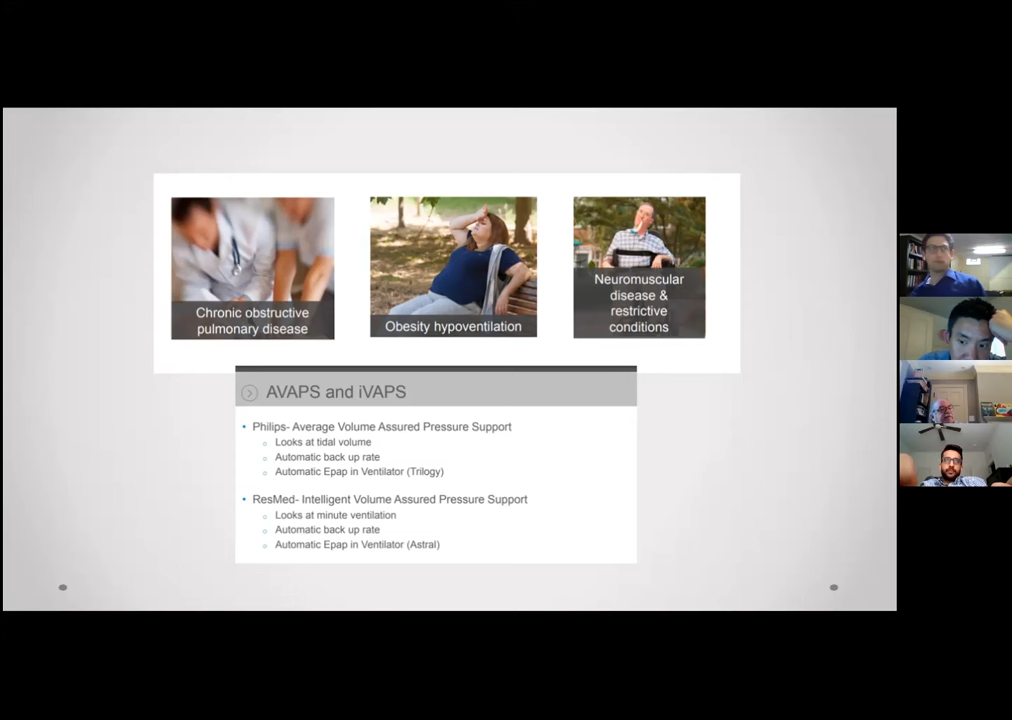 Chronic obstructive
pulmonary disease
Obesity hypoventilation
Neuromuscular
disease &
restrictive
conditions
AVAPS and iVAPS
• Philips- Average Volume Assured Pressure Support
○ Looks at tidal volume
○ Automatic back up rate
○ Automatic Epap in Ventilator (Trilogy)
• ResMed- Intelligent Volume Assured Pressure Support
○ Looks at minute ventilation
○ Automatic back up rate
○ Automatic Epap in Ventilator (Astral)